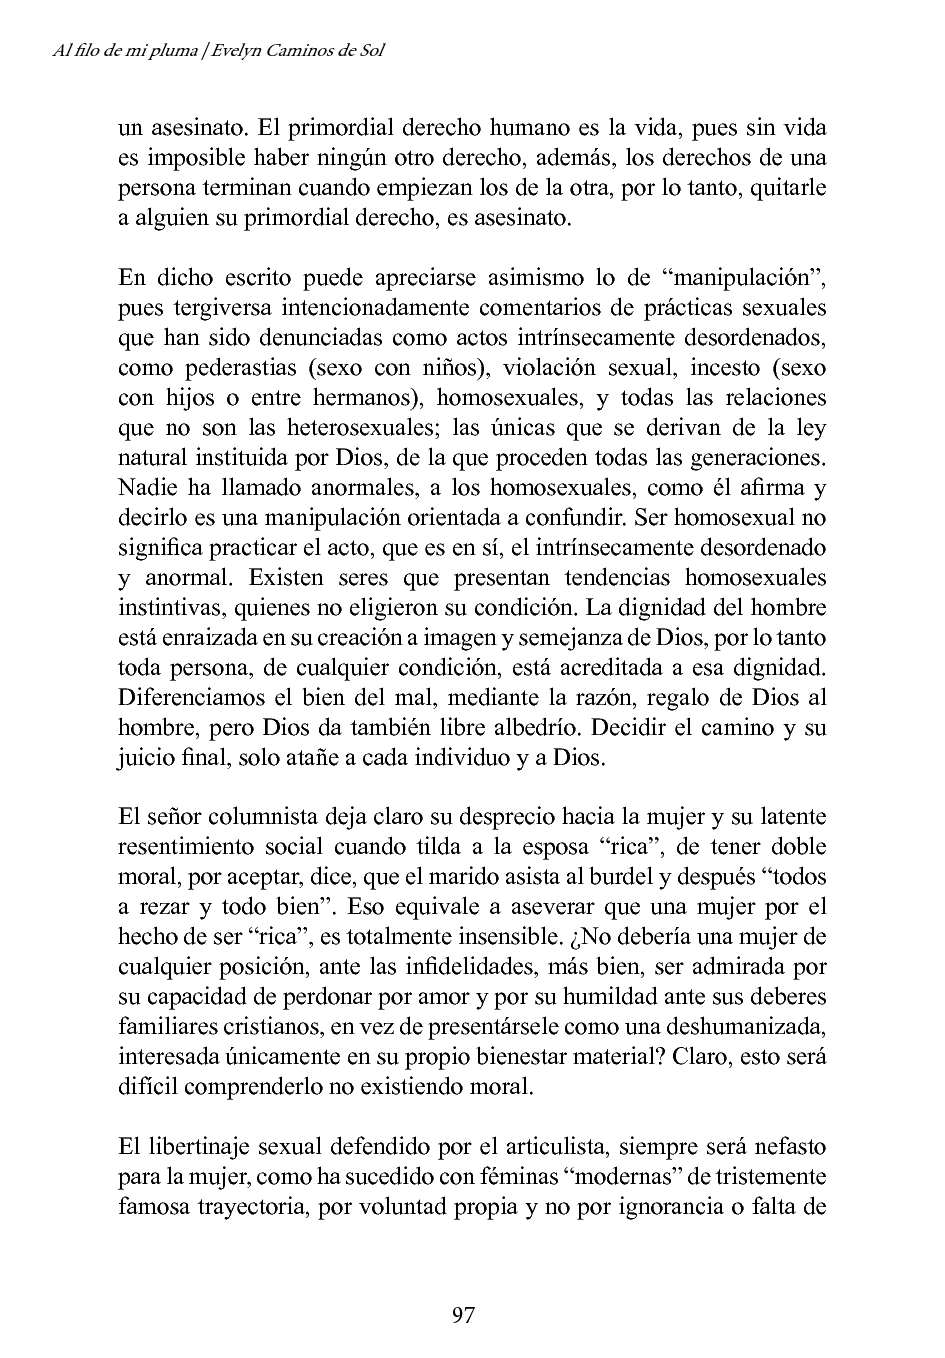 Al filo de mi pluma | Evelyn Caminos de Sol
un asesinato. El primordial derecho humano es la vida, pues sin vida
es imposible haber ningún otro derecho, además, los derechos de una
persona terminan cuando empiezan los de la otra, por lo tanto, quitarle
a alguien su primordial derecho, es asesinato.
En dicho escrito puede apreciarse asimismo lo de “manipulación”,
pues tergiversa intencionadamente comentarios de prácticas sexuales
que han sido denunciadas como actos intrínsecamente desordenados,
como pederastias (sexo con niños), violación sexual, incesto (sexo
con hijos o entre hermanos), homosexuales, y todas las relaciones
que no son las heterosexuales; las únicas que se derivan de la ley
natural instituida por Dios, de la que proceden todas las generaciones.
Nadie ha llamado anormales, a los homosexuales, como él afirma y
decirlo es una manipulación orientada a confundir. Ser homosexual no
significa practicar el acto, que es en sí, el intrínsecamente desordenado
y anormal. Existen seres que presentan tendencias homosexuales
instintivas, quienes no eligieron su condición. La dignidad del hombre
está enraizada en su creación a imagen y semejanza de Dios, por lo tanto
toda persona, de cualquier condición, está acreditada a esa dignidad.
Diferenciamos el bien del mal, mediante la razón, regalo de Dios al
hombre, pero Dios da también libre albedrío. Decidir el camino y su
juicio final, solo atañe a cada individuo y a Dios.
El señor columnista deja claro su desprecio hacia la mujer y su latente
resentimiento social cuando tilda a la esposa “rica”, de tener doble
moral, por aceptar, dice, que el marido asista al burdel y después “todos
a rezar y todo bien”. Eso equivale a aseverar que una mujer por el
hecho de ser “rica”, es totalmente insensible. ¿No debería una mujer de
cualquier posición, ante las infidelidades, más bien, ser admirada por
su capacidad de perdonar por amor y por su humildad ante sus deberes
familiares cristianos, en vez de presentársele como una deshumanizada,
interesada únicamente en su propio bienestar material? Claro, esto será
difícil comprenderlo no existiendo moral.
El libertinaje sexual defendido por el articulista, siempre será nefasto
para la mujer, como ha sucedido con féminas “modernas” de tristemente
famosa trayectoria, por voluntad propia y no por ignorancia o falta de
97